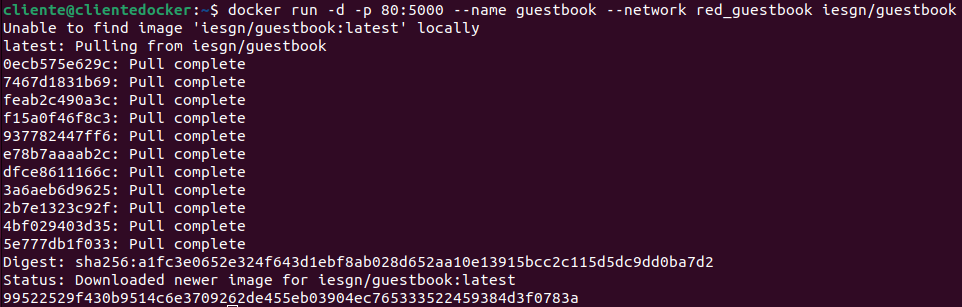 cliente@clientedocker:~$ docker run -d -p 80:5000 --name guestbook --network red_guestbook iesgn/guestbook
Unable to find image 'iesgn/guestbook:latest' locally
latest: Pulling from iesgn/guestbook
0ecb575e629c: Pull complete
7467d1831b69: Pull complete
feab2c490a3c: Pull complete
f15a0f46f8c3: Pull complete
937782447ff6: Pull complete
e78b7aaaab2c: Pull complete
dfce8611166c: Pull complete
3a6aeb6d9625: Pull complete
2b7e1323c92f: Pull complete
4bf029403d35: Pull complete
5e777db1f033: Pull complete
Digest: sha256:a1fc3e0652e324f643d1ebf8ab028d652aa10e13915bcc2c115d5dc9dd0ba7d2
Status: Downloaded newer image for iesgn/guestbook:latest
99522529f430b9514c6e3709262de455eb03904ec765333522459384d3f0783a